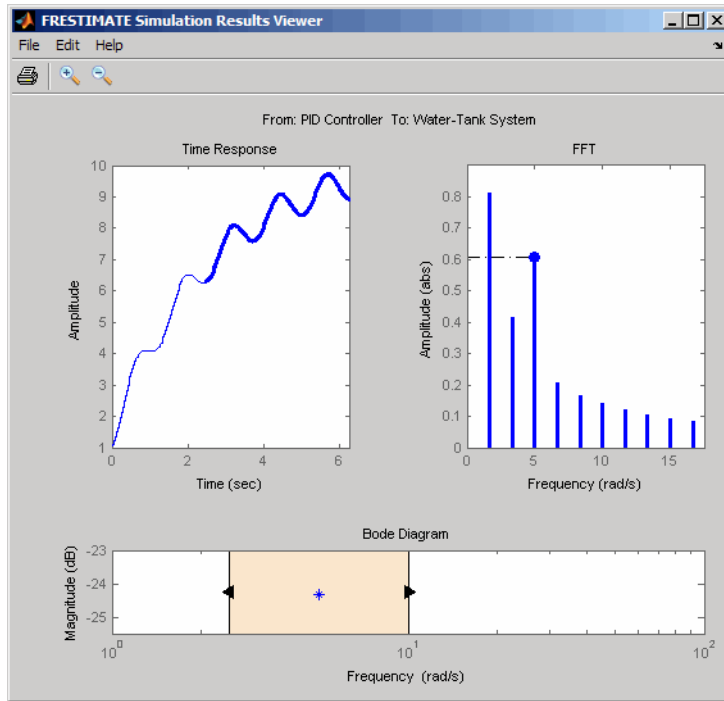 FRESTIMATE Simulation Results Viewer
File Edit Help
From: PID Controller To: Water-Tank System
Time Response
10
9
8
7
6
5
4
3
2
1
Amplitude
0 2 4 6
Time (sec)
FFT
0.8
0.7
0.6
0.5
0.4
0.3
0.2
0.1
0
Amplitude (abs)
0 5 10 15
Frequency (rad/s)
Bode Diagram
-23
-24
-25
Magnitude (dB)
10^0 10^1 10^2
Frequency (rad/s)